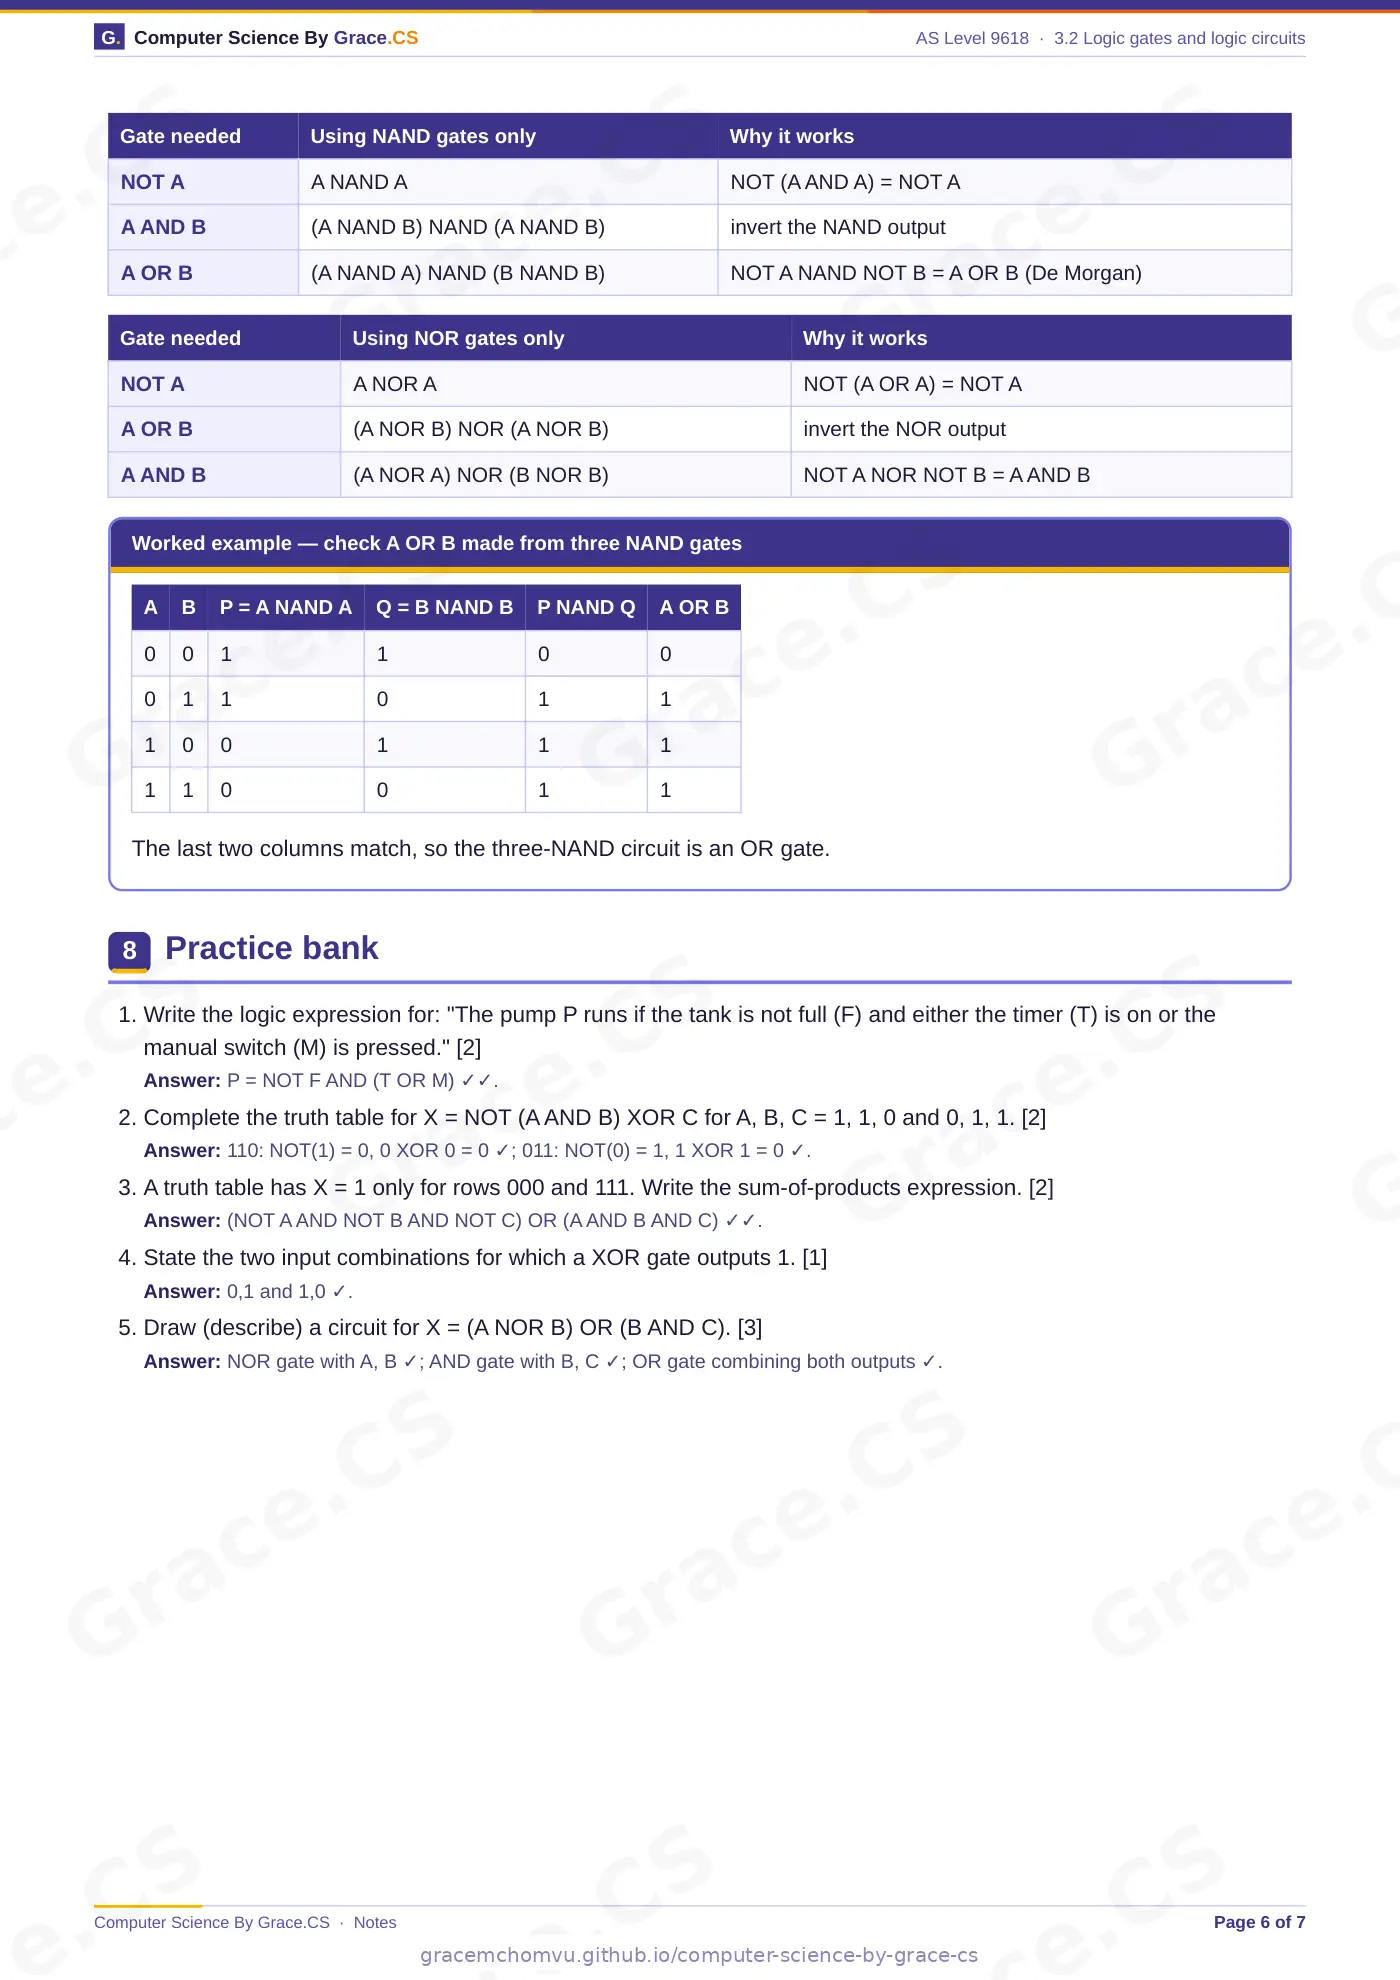 G. Computer Science By Grace.CS
AS Level 9618 · 3.2 Logic gates and logic circuits
Gate needed Using NAND gates only Why it works
NOT A A NAND A NOT (A AND A) = NOT A
A AND B (A NAND B) NAND (A NAND B) invert the NAND output
A OR B (A NAND A) NAND (B NAND B) NOT A NAND NOT B = A OR B (De Morgan)
Gate needed Using NOR gates only Why it works
NOT A A NOR A NOT (A OR A) = NOT A
A OR B (A NOR B) NOR (A NOR B) invert the NOR output
A AND B (A NOR A) NOR (B NOR B) NOT A NOR NOT B = A AND B
Worked example — check A OR B made from three NAND gates
A B P = A NAND A Q = B NAND B P NAND Q A OR B
0 0 1 1 0 0
0 1 1 0 1 1
1 0 0 1 1 1
1 1 0 0 1 1
The last two columns match, so the three-NAND circuit is an OR gate.
8 Practice bank
1. Write the logic expression for: "The pump P runs if the tank is not full (F) and either the timer (T) is on or the
manual switch (M) is pressed." [2]
Answer: P = NOT F AND (T OR M) ✓✓.
2. Complete the truth table for X = NOT (A AND B) XOR C for A, B, C = 1, 1, 0 and 0, 1, 1. [2]
Answer: 110: NOT(1) = 0, 0 XOR 0 = 0 ✓; 011: NOT(0) = 1, 1 XOR 1 = 0 ✓.
3. A truth table has X = 1 only for rows 000 and 111. Write the sum-of-products expression. [2]
Answer: (NOT A AND NOT B AND NOT C) OR (A AND B AND C) ✓✓.
4. State the two input combinations for which a XOR gate outputs 1. [1]
Answer: 0,1 and 1,0 ✓.
5. Draw (describe) a circuit for X = (A NOR B) OR (B AND C). [3]
Answer: NOR gate with A, B ✓; AND gate with B, C ✓; OR gate combining both outputs ✓.
Computer Science By Grace.CS · Notes
Page 6 of 7
gracemchomvu.github.io/computer-science-by-grace-cs